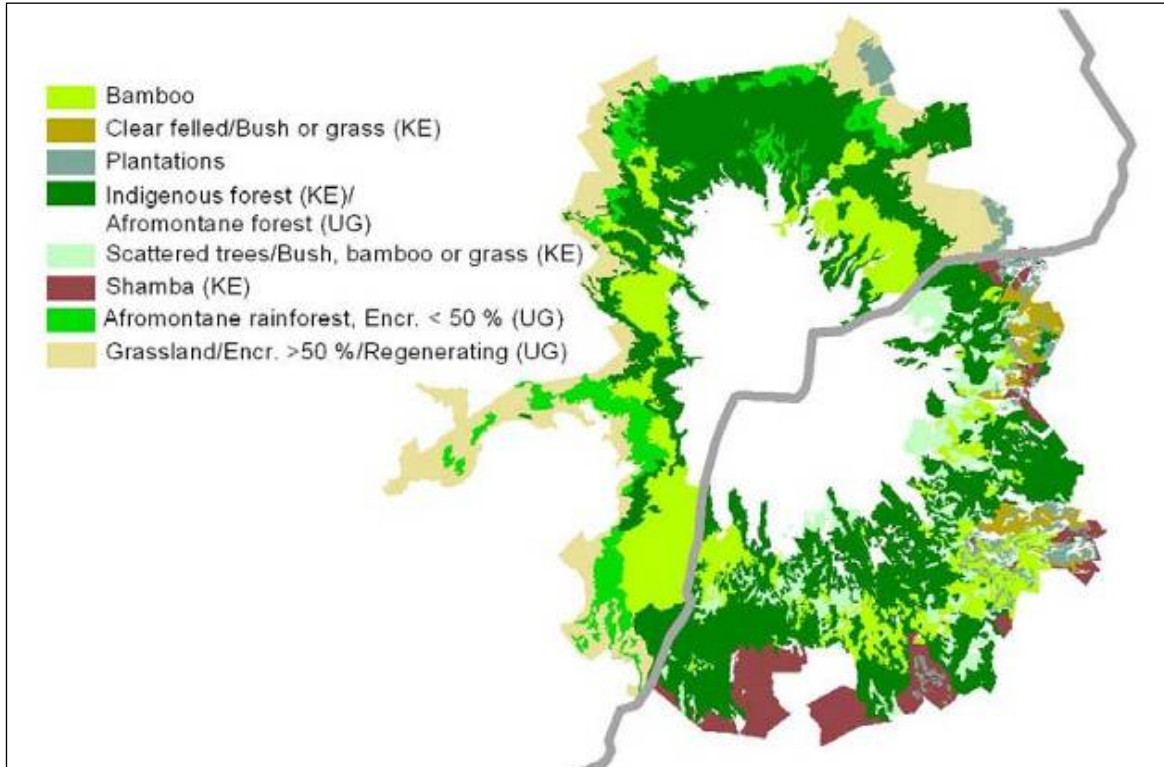 Bamboo
Clear felled/Bush or grass (KE)
Plantations
Indigenous forest (KE)/
Afromontane forest (UG)
Scattered trees/Bush, bamboo or grass (KE)
Shamba (KE)
Afromontane rainforest, Encr. < 50 % (UG)
Grassland/Encr. >50 %/Regenerating (UG)